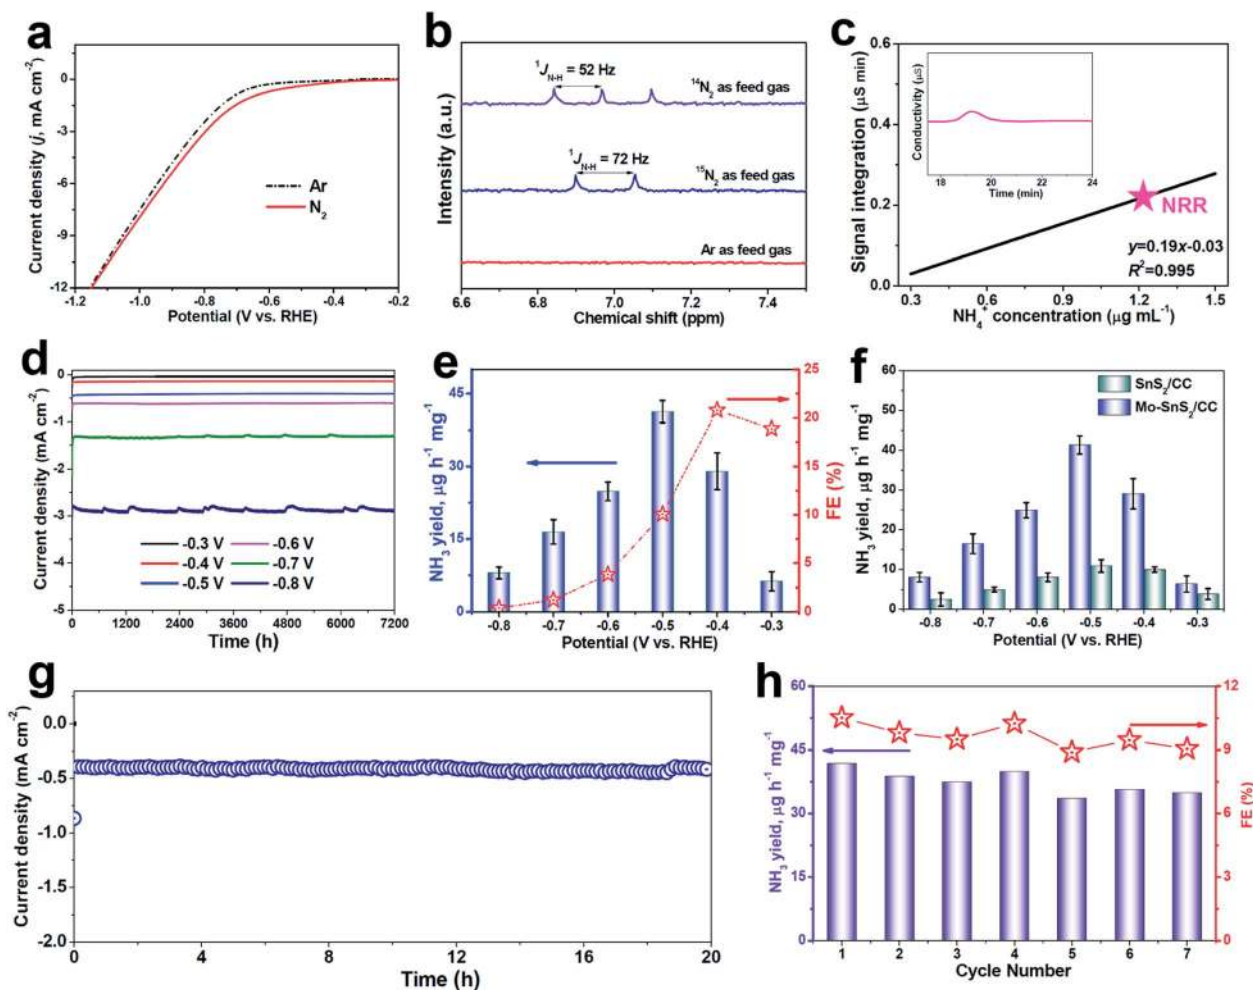 a
Current density (j, mA cm⁻²)
0
-3
-6
-9
-12
Ar
N₂
-1.2 -1.0 -0.8 -0.6 -0.4 -0.2
Potential (V vs. RHE)
b
Intensity (a.u.)
¹J_N-H = 52 Hz
¹⁴N₂ as feed gas
¹J_N-H = 72 Hz
¹⁵N₂ as feed gas
Ar as feed gas
6.6 6.9 7.2 7.5
Chemical shift (ppm)
c
Signal integration (μS min)
0.6
0.4
0.2
0.0
Conductivity (μS)
18 20 22 24
Time (min)
NRR
y=0.19x-0.03
R²=0.995
0.3 0.6 0.9 1.2 1.5
NH₄⁺ concentration (μg mL⁻¹)
d
Current density (mA cm⁻²)
0
-1
-2
-3
-4
-5
-0.3 V -0.6 V
-0.4 V -0.7 V
-0.5 V -0.8 V
0 1200 2400 3600 4800 6000 7200
Time (h)
e
NH₃ yield, μg h⁻¹ mg⁻¹
45
30
15
0
25
20
15
10
5
0
FE (%)
-0.8 -0.7 -0.6 -0.5 -0.4 -0.3
Potential (V vs. RHE)
f
NH₃ yield, μg h⁻¹ mg⁻¹
60
50
40
30
20
10
0
SnS₂/CC
Mo-SnS₂/CC
-0.8 -0.7 -0.6 -0.5 -0.4 -0.3
Potential (V vs. RHE)
g
Current density (mA cm⁻²)
0.0
-0.5
-1.0
-1.5
-2.0
0 4 8 12 16 20
Time (h)
h
NH₃ yield, μg h⁻¹ mg⁻¹
60
45
30
15
0
12
9
6
3
0
FE (%)
1 2 3 4 5 6 7
Cycle Number